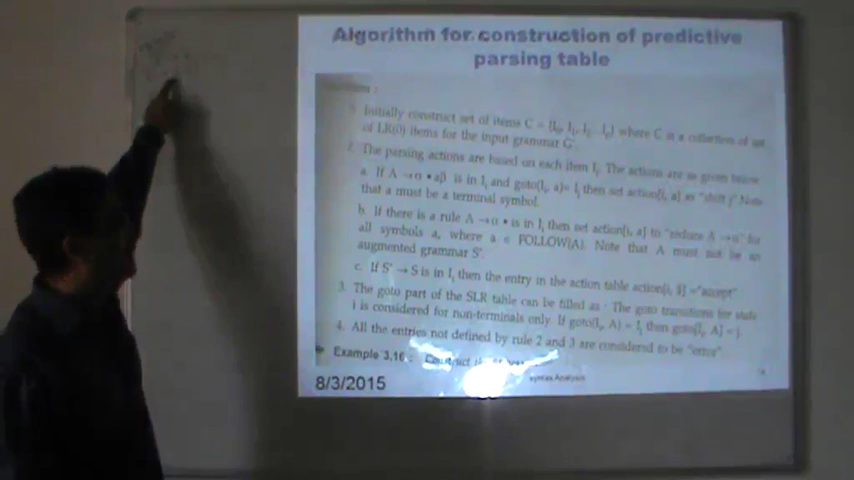 Algorithm for construction of predictive
parsing table
1. Initially construct set of items C = {I0, I1, I2 ... In} where C is a collection of set
of LR(0) items for the input grammar G'.
2. The parsing actions are based on each item Ii. The actions are as given below
a. If A → α • aβ is in Ii and goto(Ii, a)= Ij then set action[i, a] as "shift j" Note
that a must be a terminal symbol.
b. If there is a rule A → α • is in Ii then set action[i, a] to "reduce A → α" for
all symbols a, where a ∈ FOLLOW(A). Note that A must not be an
augmented grammar S'.
c. If S' → S is in Ii then the entry in the action table action[i, $] = "accept"
3. The goto part of the SLR table can be filled as : The goto transitions for state
i is considered for non-terminals only. If goto(Ii, A) = Ij then goto[Ii, A] = j
4. All the entries not defined by rule 2 and 3 are considered to be "error"
Example 3.16 : Construct the
8/3/2015
Syntax Analysis